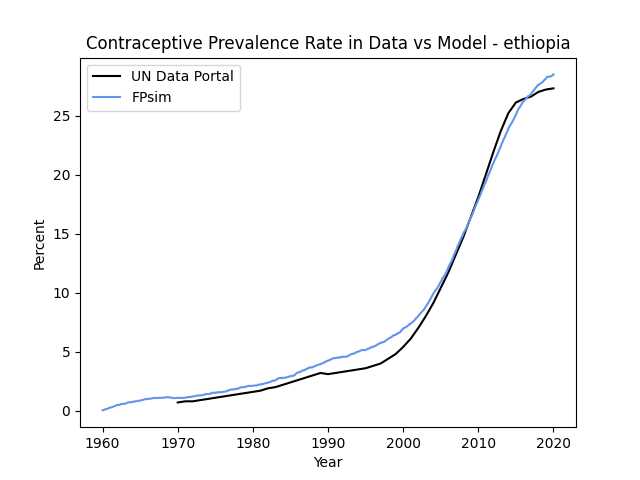 Contraceptive Prevalence Rate in Data vs Model - ethiopia
UN Data Portal
FPsim
25
20
15
10
5
0
Percent
1960 1970 1980 1990 2000 2010 2020
Year